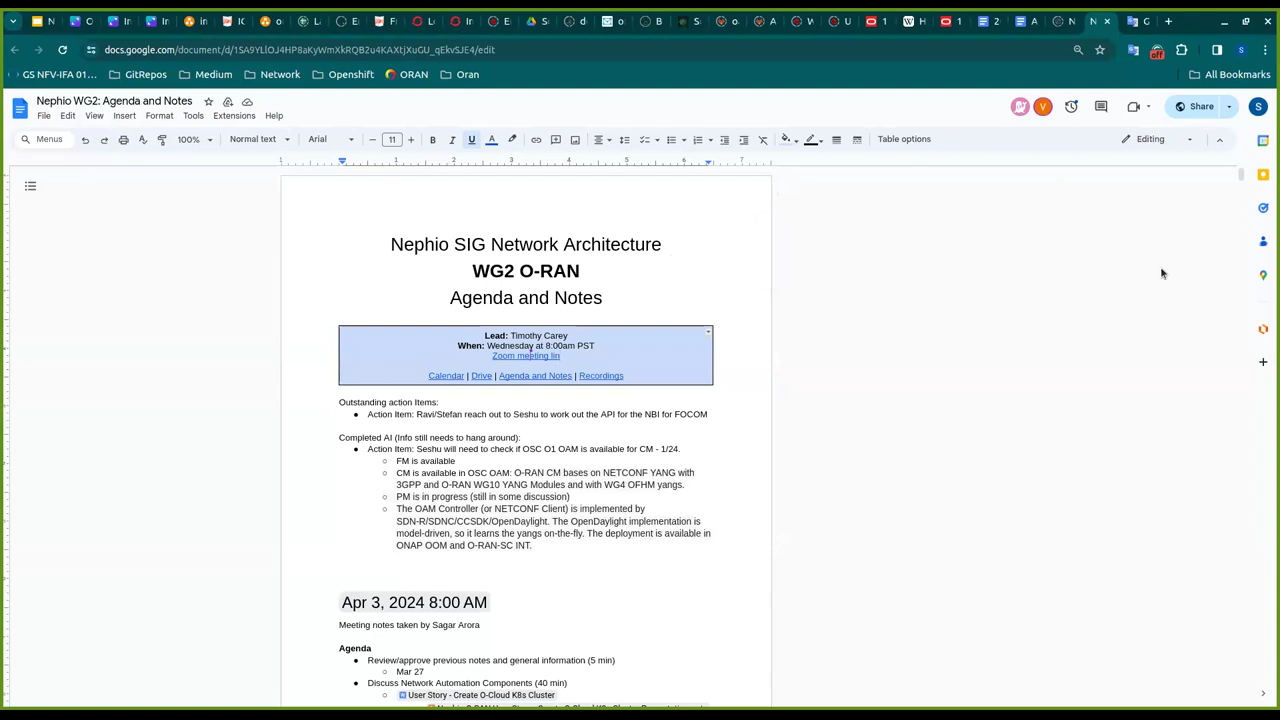 docs.google.com/document/d/1SA9YLlOJ4HP8aKyWmXkRQB2u4KAXtjXuGU_qEkvSJE4/edit
GS NFV-IFA 01...
GitRepos
Medium
Network
Openshift
ORAN
Oran
All Bookmarks
Nephio WG2: Agenda and Notes
File Edit View Insert Format Tools Extensions Help
Share
S
Menus
100%
Normal text
Arial
11
Table options
Editing
Nephio SIG Network Architecture
WG2 O-RAN
Agenda and Notes
Lead: Timothy Carey
When: Wednesday at 8:00am PST
Zoom meeting lin
Calendar | Drive | Agenda and Notes | Recordings
Outstanding action Items:
● Action Item: Ravi/Stefan reach out to Seshu to work out the API for the NBI for FOCOM
Completed AI (Info still needs to hang around):
● Action Item: Seshu will need to check if OSC O1 OAM is available for CM - 1/24.
○ FM is available
○ CM is available in OSC OAM: O-RAN CM bases on NETCONF YANG with
3GPP and O-RAN WG10 YANG Modules and with WG4 OFHM yangs.
○ PM is in progress (still in some discussion)
○ The OAM Controller (or NETCONF Client) is implemented by
SDN-R/SDNC/CCSDK/OpenDaylight. The OpenDaylight implementation is
model-driven, so it learns the yangs on-the-fly. The deployment is available in
ONAP OOM and O-RAN-SC INT.
Apr 3, 2024 8:00 AM
Meeting notes taken by Sagar Arora
Agenda
● Review/approve previous notes and general information (5 min)
○ Mar 27
● Discuss Network Automation Components (40 min)
○ User Story - Create O-Cloud K8s Cluster